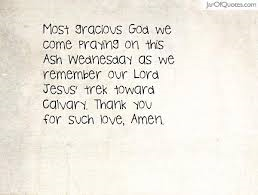 JarOfQuotes.com
Most gracious God we
come praying on this
Ash Wednesday as we
remember our Lord
Jesus' trek toward
Calvary. Thank you
for such love, Amen.